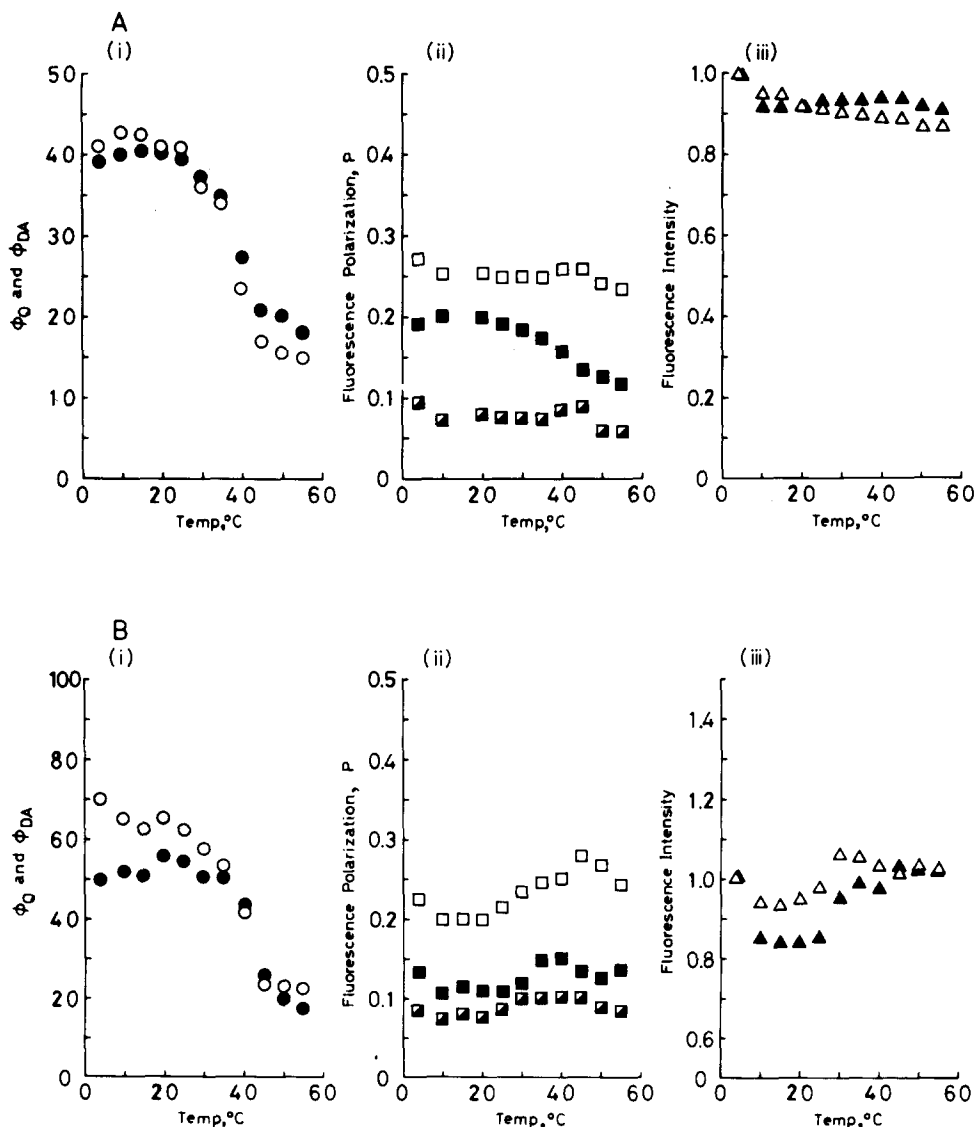 A
(i)
(ii)
(iii)
50
40
30
20
10
0
Φ0 and ΦDA
0 20 40 60
Temp,°C
0.5
0.4
0.3
0.2
0.1
0
Fluorescence Polarization, P
0 20 40 60
Temp,°C
1.0
0.8
0.6
0.4
0.2
0
Fluorescence Intensity
0 20 40 60
Temp,°C
B
(i)
(ii)
(iii)
100
80
60
40
20
0
Φ0 and ΦDA
0 20 40 60
Temp,°C
0.5
0.4
0.3
0.2
0.1
0
Fluorescence Polarization, P
0 20 40 60
Temp,°C
1.4
1.2
1.0
0.8
0.6
Fluorescence Intensity
0 20 40 60
Temp,°C